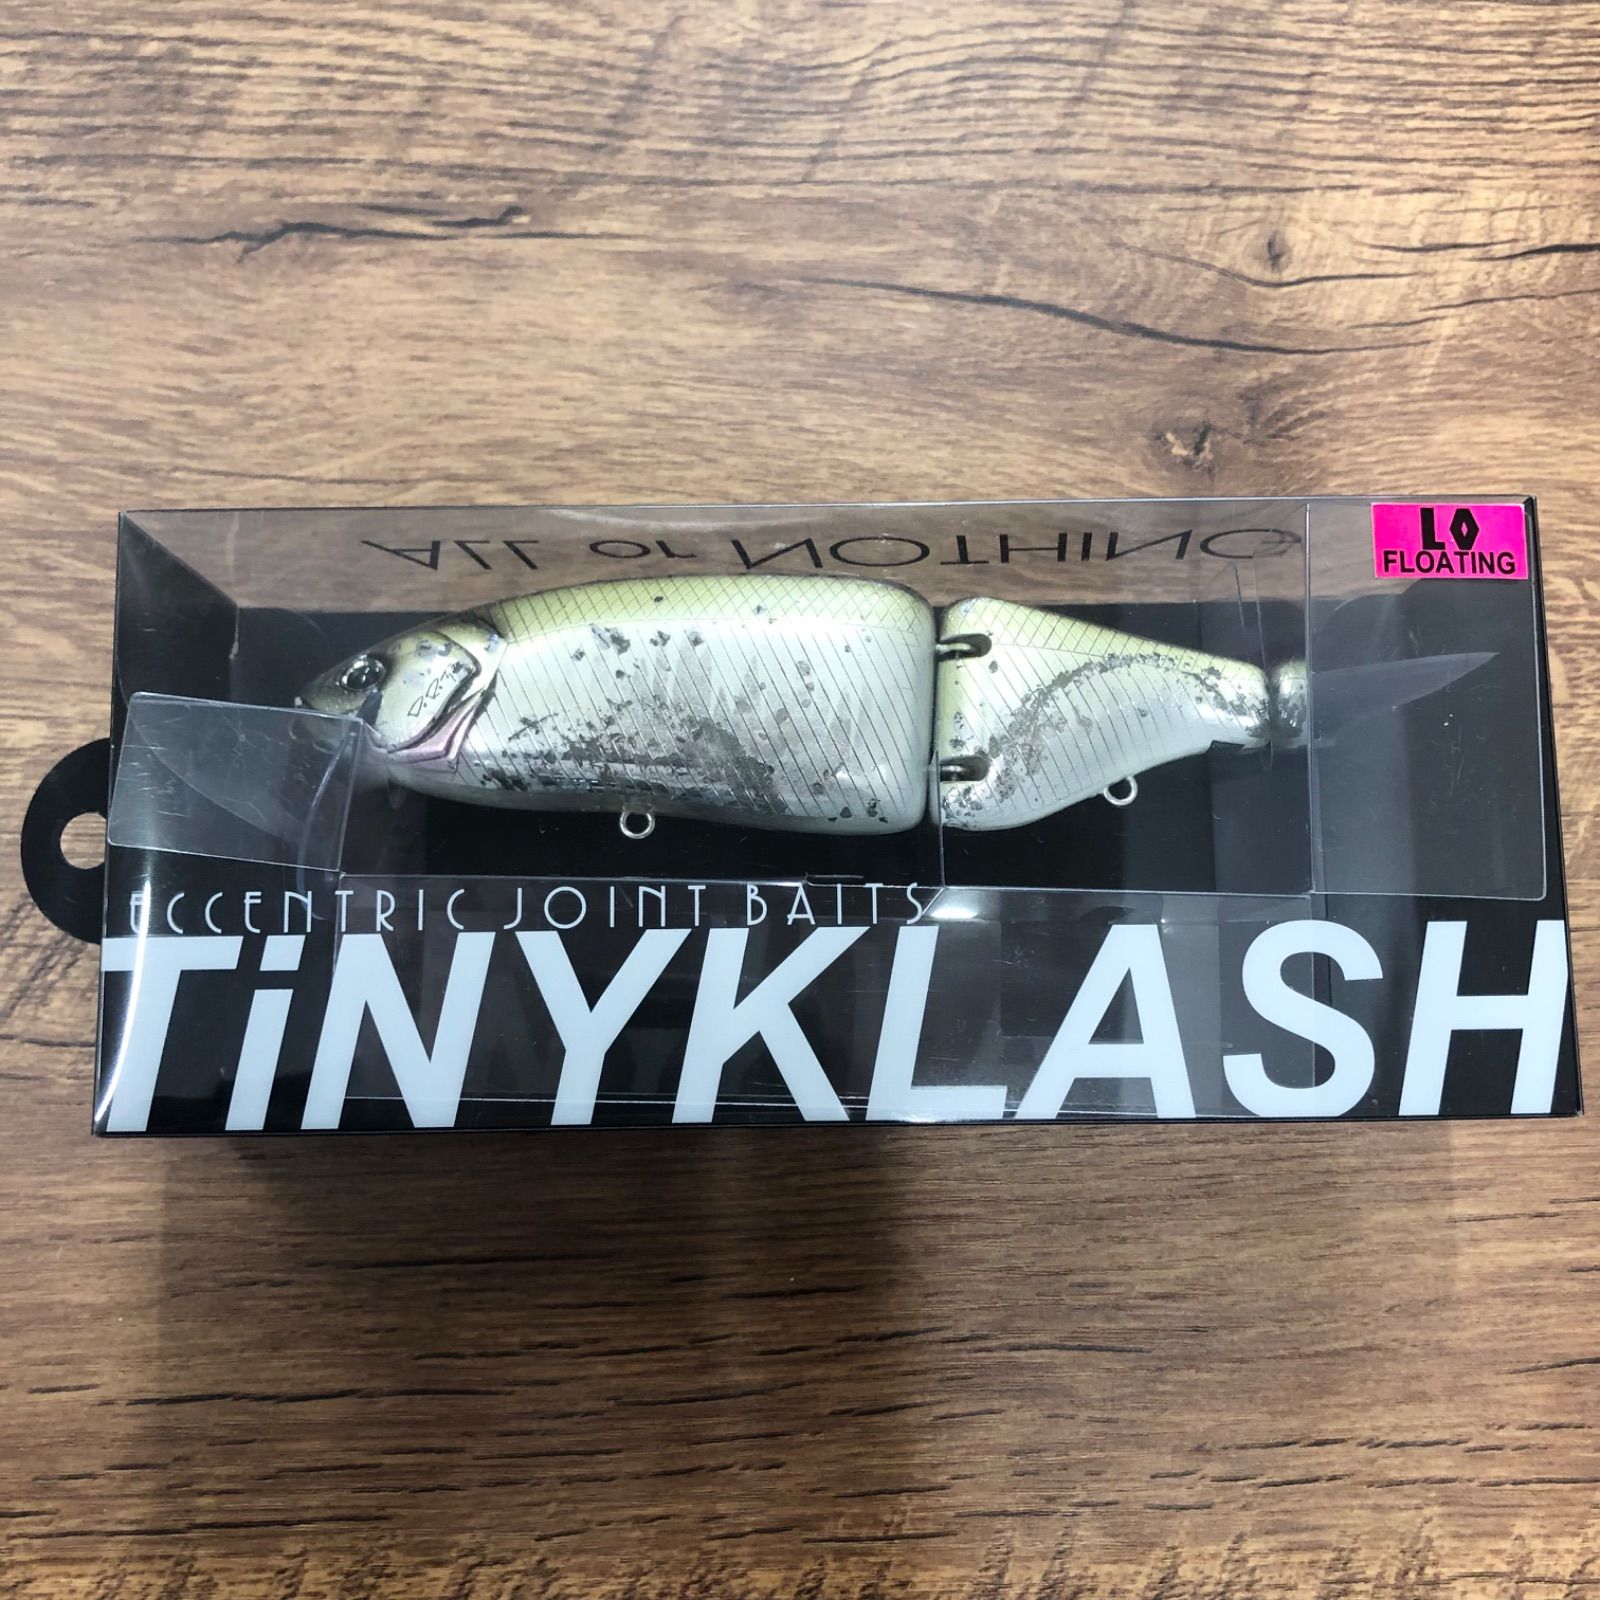 ALL or NOTHING
LO
FLOATING
D.R.T
ECCENTRIC JOINT BAITS
TiNYKLASH